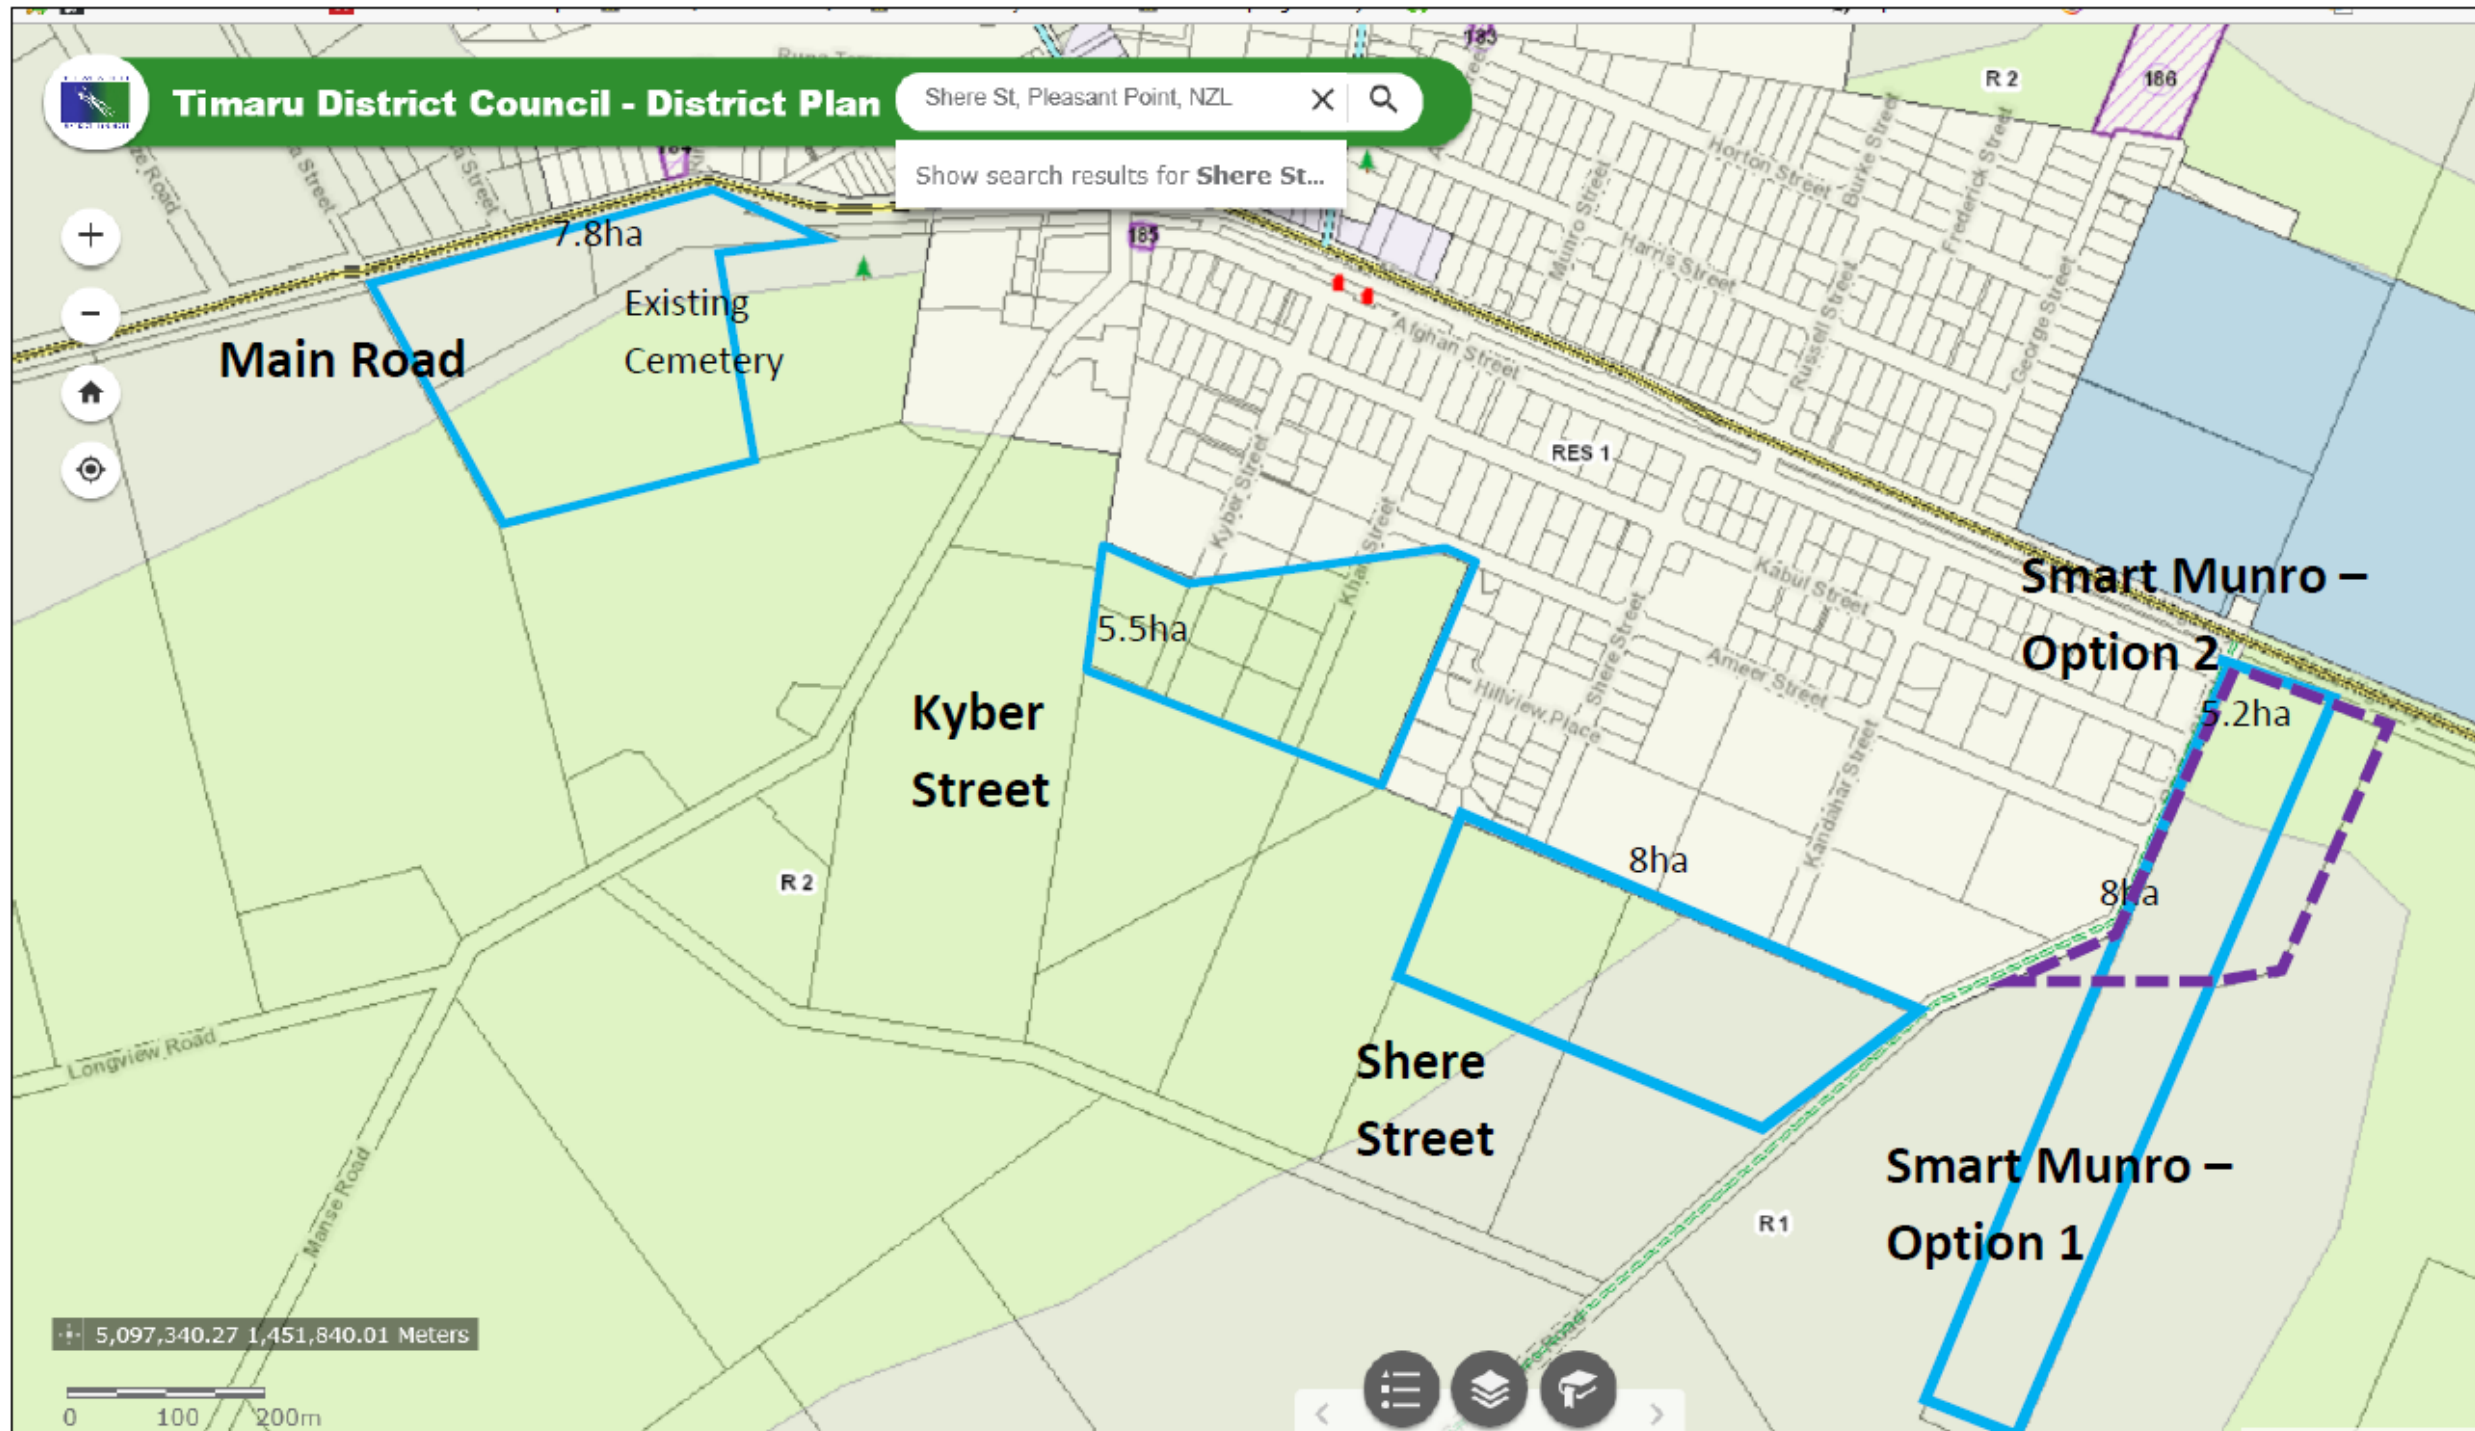 183
R 2
186
Timaru District Council - District Plan
Shere St, Pleasant Point, NZL
Show search results for Shere St...
Horton Street
Burke Street
Frederick Street
Munro Street
Harris Street
Russell Street
George Street
7.8ha
185
Existing
Cemetery
Main Road
Afghan Street
RES 1
Kyber Street
Khan Street
Kabul Street
Smart Munro –
Option 2
5.5ha
Shere Street
Ameer Street
Hillview Place
Kyber
Street
5.2ha
Kandahar Street
8ha
8ha
R 2
Longview Road
Shere
Street
Manse Road
Smart Munro –
Option 1
R 1
Road
5,097,340.27 1,451,840.01 Meters
0 100 200m